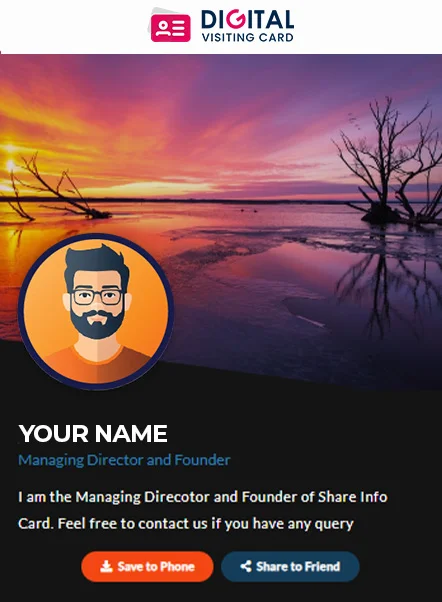 DIGITAL
VISITING CARD
YOUR NAME
Managing Director and Founder
I am the Managing Direcotor and Founder of Share Info
Card. Feel free to contact us if you have any query
Save to Phone
Share to Friend